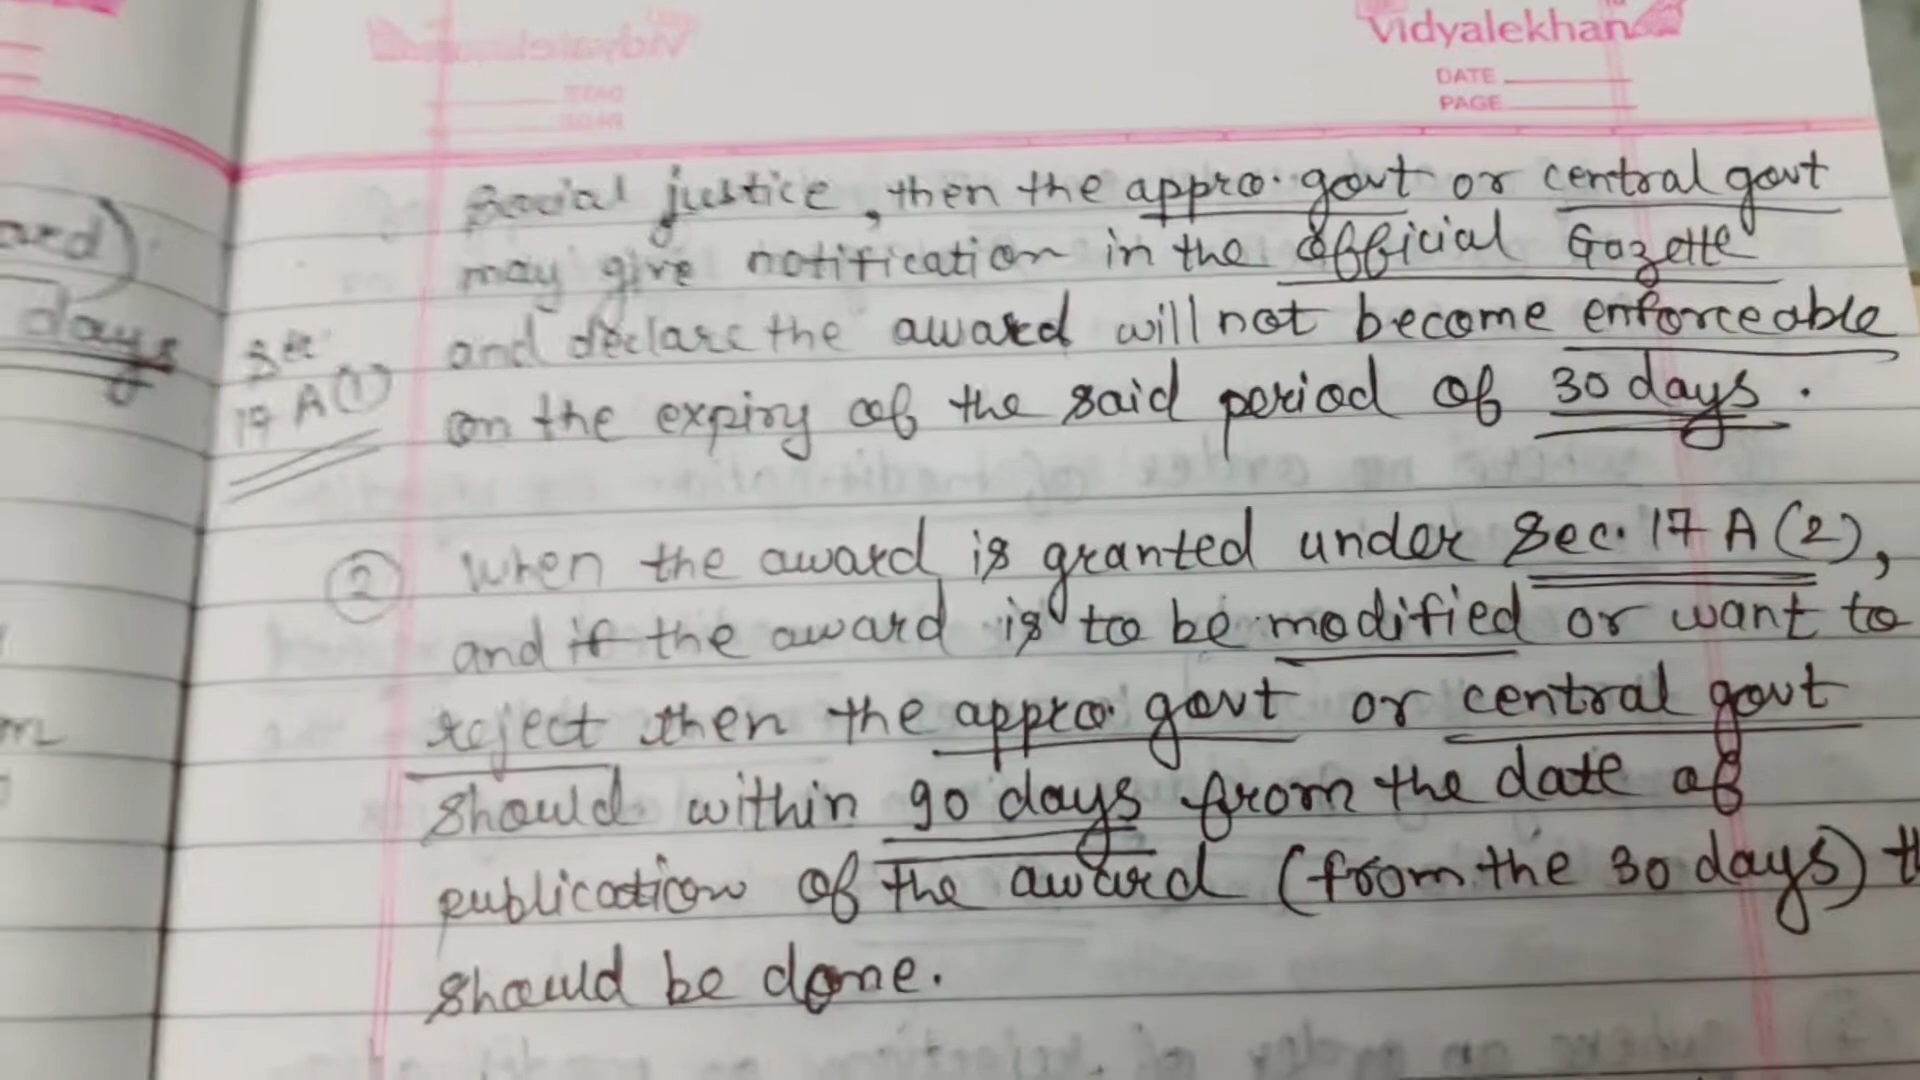 Vidyalekhan
DATE
PAGE
ard)
days
social justice, then the appro. govt or central govt
may give notification in the official Gazette
and declare the award will not become enforceable
Sec
17 A (1)
on the expiry of the said period of 30 days.
② when the award is granted under Sec. 17 A (2),
and if the award is to be modified or want to
reject then the appro. govt or central govt
should within 90 days from the date of
publication of the award (from the 30 days)
should be done.